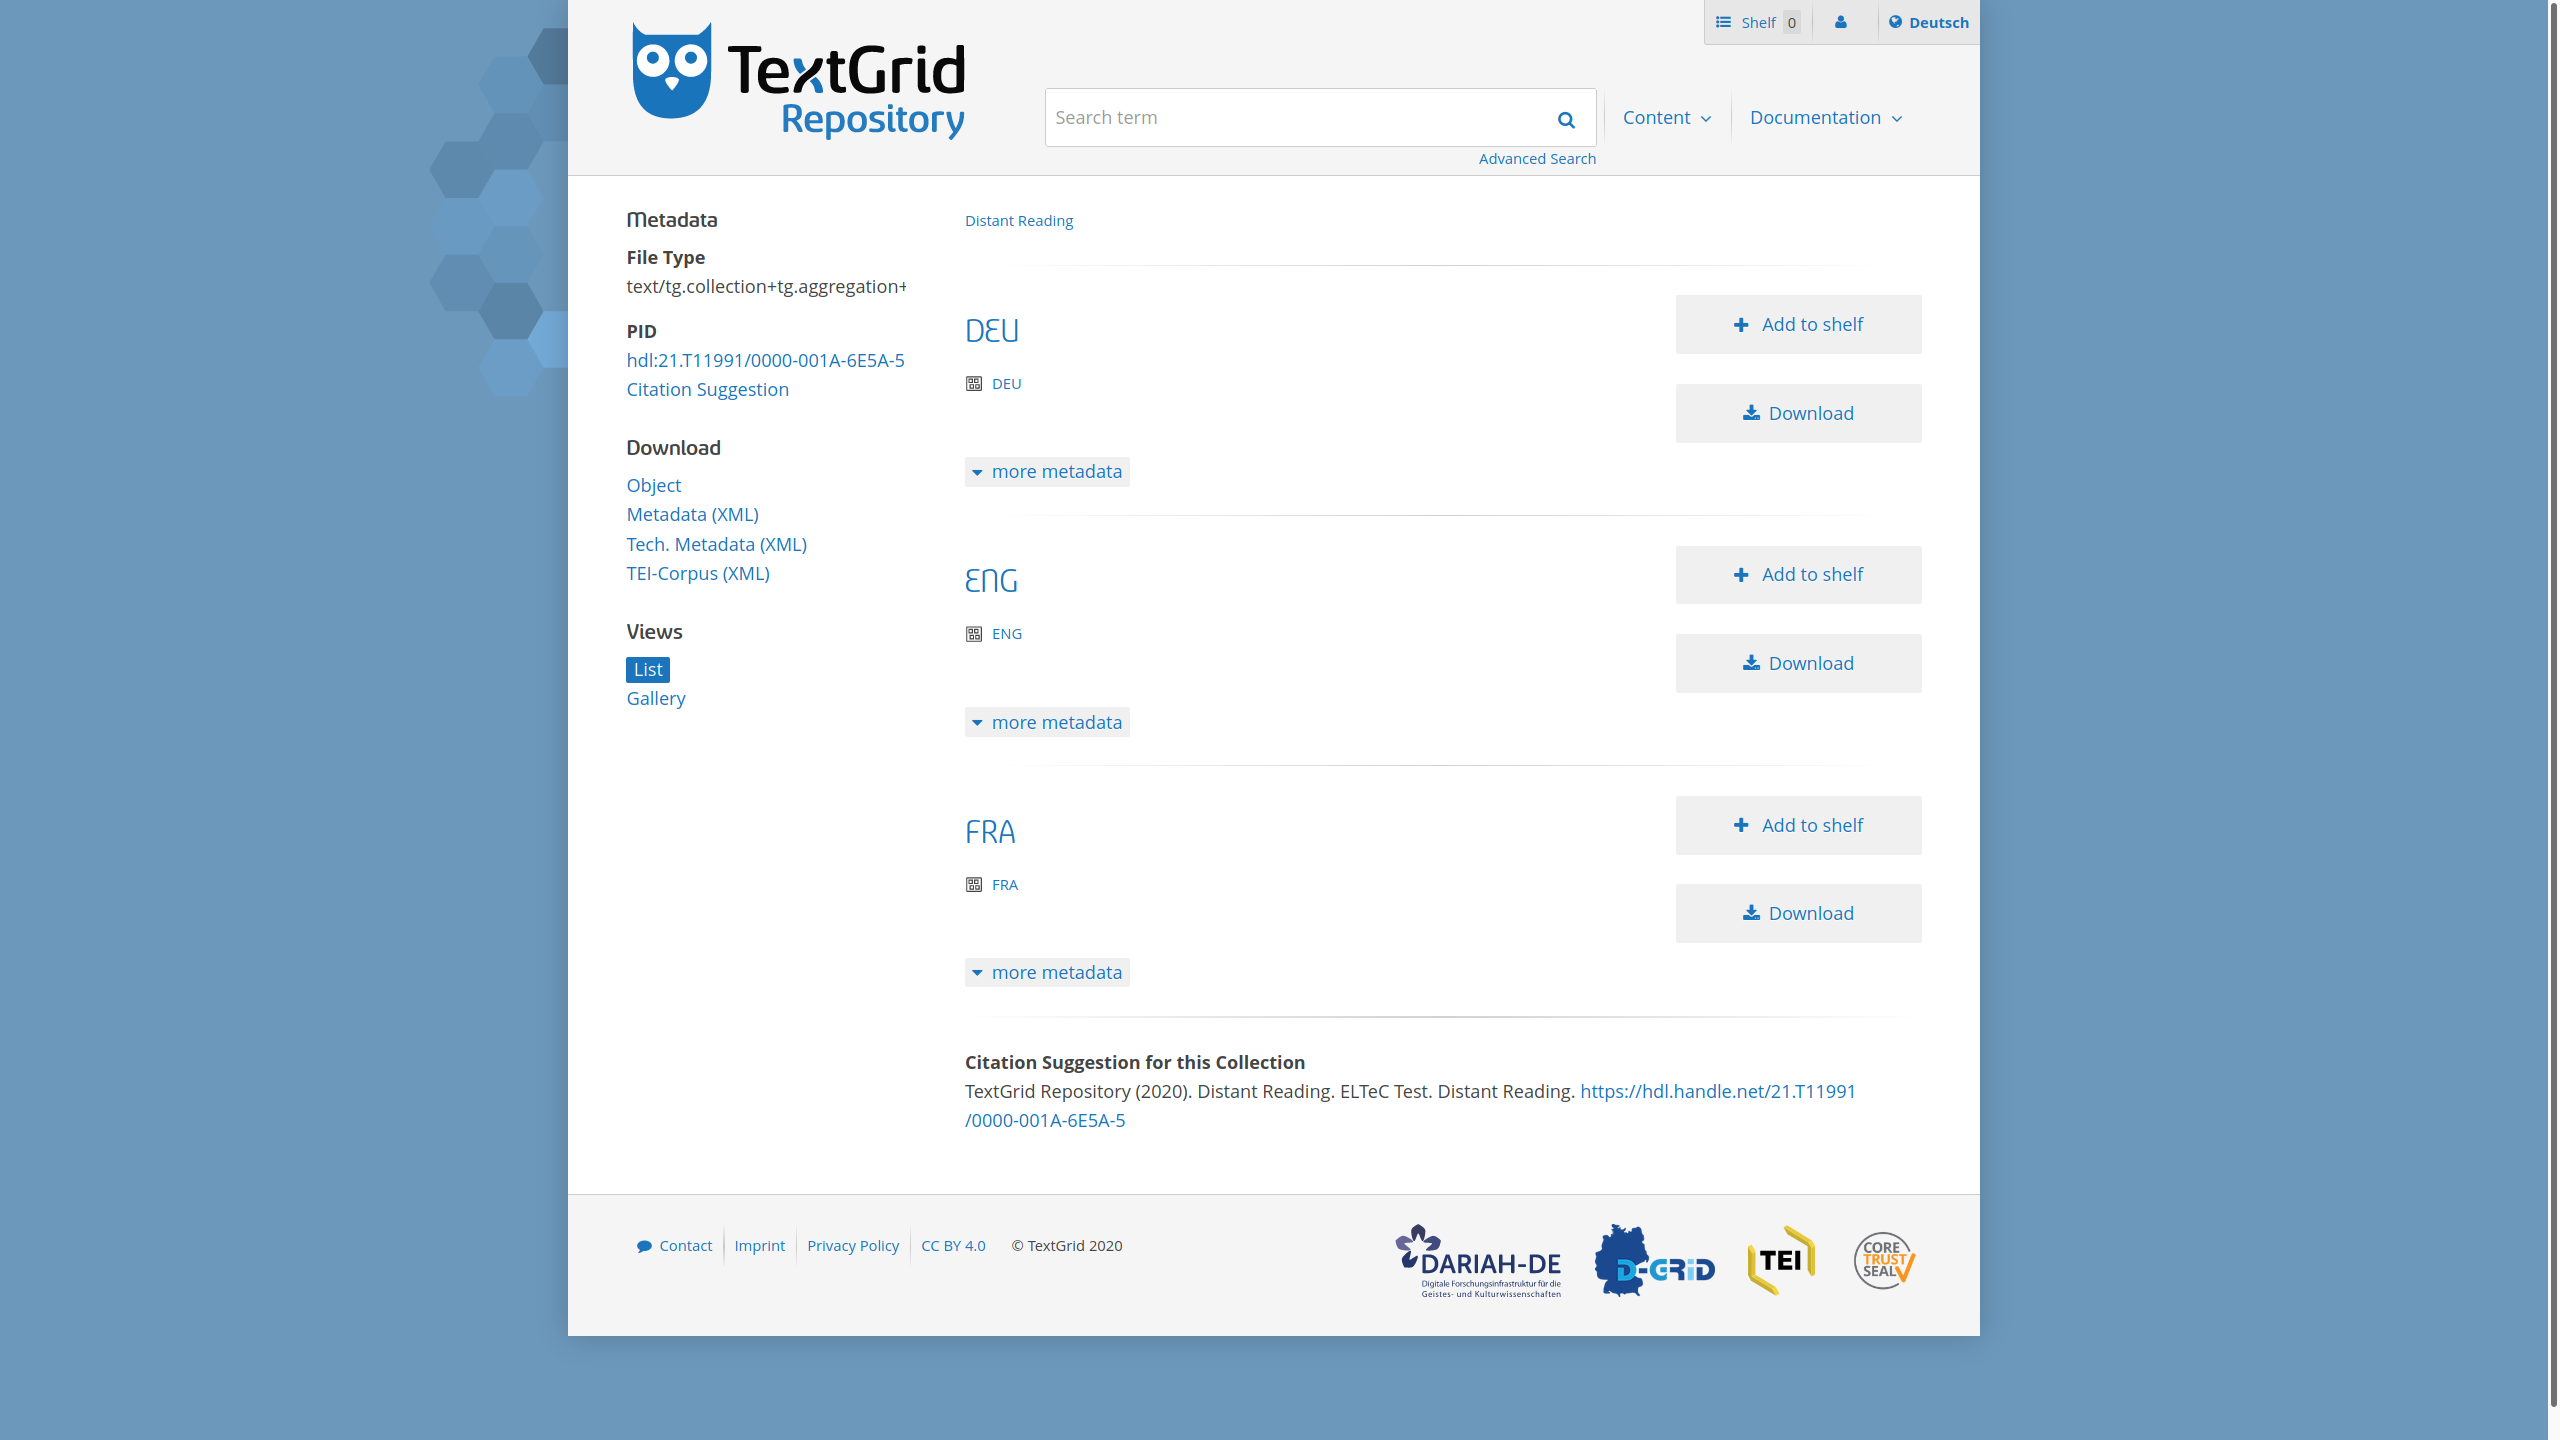 Shelf 0
Deutsch
TextGrid
Repository
Search term
Content
Documentation
Advanced Search
Metadata
File Type
text/tg.collection+tg.aggregation+
PID
hdl:21.T11991/0000-001A-6E5A-5
Citation Suggestion
Download
Object
Metadata (XML)
Tech. Metadata (XML)
TEI-Corpus (XML)
Views
List
Gallery
Distant Reading
DEU
DEU
Add to shelf
Download
more metadata
ENG
ENG
Add to shelf
Download
more metadata
FRA
FRA
Add to shelf
Download
more metadata
Citation Suggestion for this Collection
TextGrid Repository (2020). Distant Reading. ELTeC Test. Distant Reading. https://hdl.handle.net/21.T11991
/0000-001A-6E5A-5
Contact
Imprint
Privacy Policy
CC BY 4.0
© TextGrid 2020
DARIAH-DE
Digitale Forschungsinfrastruktur für die
Geistes- und Kulturwissenschaften
D-GRiD
TEI
CORE
TRUST
SEAL